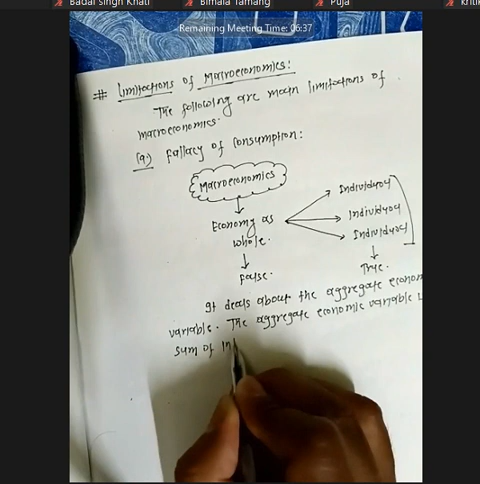 Badal Singh Khati
Bimala Tamang
Puja
kritik
Remaining Meeting Time: 06:37
# Limitations of Macroeconomics:
The following are main limitations of
macroeconomics.
(a) Fallacy of Consumption:
Macroeconomics
Economy as
whole.
False.
Individual
Individual
Individual
True.
It deals about the aggregate econom
variable. The aggregate economic variable
sum of in